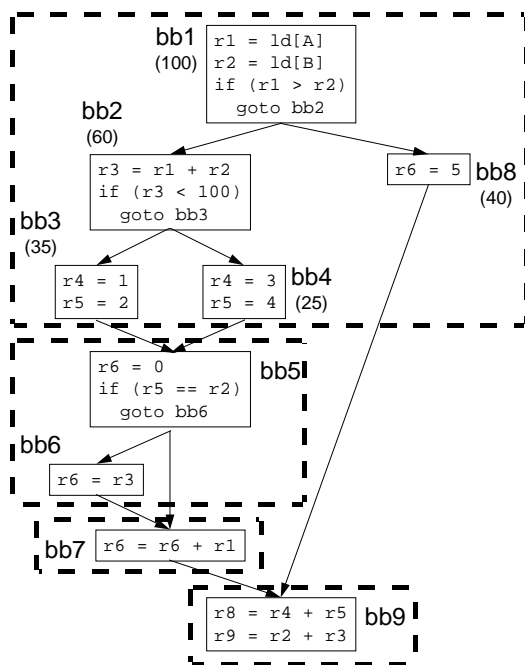 bb1
(100)
r1 = ld[A]
r2 = ld[B]
if (r1 > r2)
goto bb2
bb2
(60)
r3 = r1 + r2
if (r3 < 100)
goto bb3
r6 = 5
bb8
(40)
bb3
(35)
r4 = 1
r5 = 2
r4 = 3
r5 = 4
bb4
(25)
r6 = 0
if (r5 == r2)
goto bb6
bb5
bb6
r6 = r3
bb7
r6 = r6 + r1
r8 = r4 + r5
r9 = r2 + r3
bb9